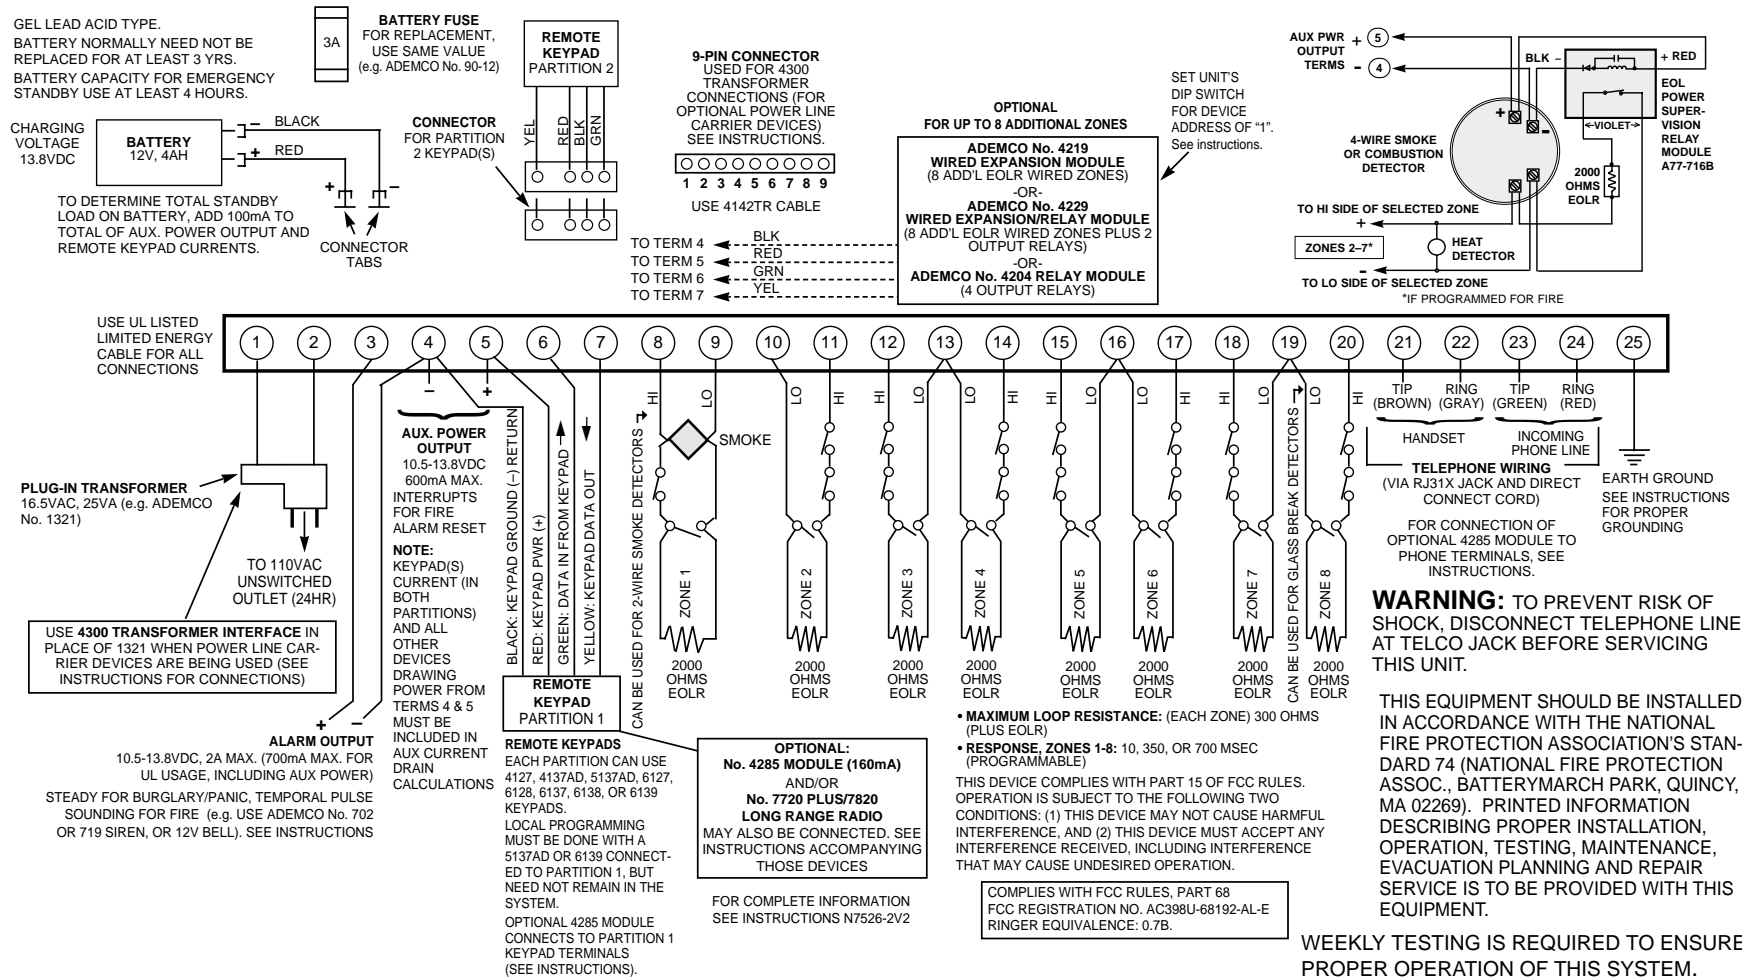 GEL LEAD ACID TYPE.
BATTERY NORMALLY NEED NOT BE
REPLACED FOR AT LEAST 3 YRS.
BATTERY CAPACITY FOR EMERGENCY
STANDBY USE AT LEAST 4 HOURS.
3A
BATTERY FUSE
FOR REPLACEMENT,
USE SAME VALUE
(e.g. ADEMCO No. 90-12)
CHARGING
VOLTAGE
13.8VDC
BATTERY
12V, 4AH
– BLACK
+ RED
+ –
CONNECTOR
TABS
TO DETERMINE TOTAL STANDBY
LOAD ON BATTERY, ADD 100mA TO
TOTAL OF AUX. POWER OUTPUT AND
REMOTE KEYPAD CURRENTS.
REMOTE
KEYPAD
PARTITION 2
YEL
RED
BLK
GRN
CONNECTOR
FOR PARTITION
2 KEYPAD(S)
9-PIN CONNECTOR
USED FOR 4300
TRANSFORMER
CONNECTIONS (FOR
OPTIONAL POWER LINE
CARRIER DEVICES)
SEE INSTRUCTIONS.
1 2 3 4 5 6 7 8 9
USE 4142TR CABLE
TO TERM 4 BLK
TO TERM 5 RED
TO TERM 6 GRN
TO TERM 7 YEL
OPTIONAL
FOR UP TO 8 ADDITIONAL ZONES
ADEMCO No. 4219
WIRED EXPANSION MODULE
(8 ADD'L EOLR WIRED ZONES)
-OR-
ADEMCO No. 4229
WIRED EXPANSION/RELAY MODULE
(8 ADD'L EOLR WIRED ZONES PLUS 2
OUTPUT RELAYS)
-OR-
ADEMCO No. 4204 RELAY MODULE
(4 OUTPUT RELAYS)
SET UNIT'S
DIP SWITCH
FOR DEVICE
ADDRESS OF “1”.
See instructions.
AUX PWR
OUTPUT
TERMS
+ 5
- 4
BLK –
+ RED
EOL
POWER
SUPER-
VISION
RELAY
MODULE
A77-716B
VIOLET
+ -
4-WIRE SMOKE
OR COMBUSTION
DETECTOR
2000
OHMS
EOLR
TO HI SIDE OF SELECTED ZONE
+
ZONES 2–7*
HEAT
DETECTOR
-
TO LO SIDE OF SELECTED ZONE
*IF PROGRAMMED FOR FIRE
USE UL LISTED
LIMITED ENERGY
CABLE FOR ALL
CONNECTIONS
1 2 3 4 5 6 7 8 9 10 11 12 13 14 15 16 17 18 19 20 21 22 23 24 25
PLUG-IN TRANSFORMER
16.5VAC, 25VA (e.g. ADEMCO
No. 1321)
TO 110VAC
UNSWITCHED
OUTLET (24HR)
USE 4300 TRANSFORMER INTERFACE IN
PLACE OF 1321 WHEN POWER LINE CAR-
RIER DEVICES ARE BEING USED (SEE
INSTRUCTIONS FOR CONNECTIONS)
+ –
ALARM OUTPUT
10.5-13.8VDC, 2A MAX. (700mA MAX. FOR
UL USAGE, INCLUDING AUX POWER)
STEADY FOR BURGLARY/PANIC, TEMPORAL PULSE
SOUNDING FOR FIRE (e.g. USE ADEMCO No. 702
OR 719 SIREN, OR 12V BELL). SEE INSTRUCTIONS
– +
AUX. POWER
OUTPUT
10.5-13.8VDC
600mA MAX.
INTERRUPTS
FOR FIRE
ALARM RESET
NOTE:
KEYPAD(S)
CURRENT (IN
BOTH
PARTITIONS)
AND ALL
OTHER
DEVICES
DRAWING
POWER FROM
TERMS 4 & 5
MUST BE
INCLUDED IN
AUX CURRENT
DRAIN
CALCULATIONS
BLACK: KEYPAD GROUND (–) RETURN
RED: KEYPAD PWR (+)
GREEN: DATA IN FROM KEYPAD
YELLOW: KEYPAD DATA OUT
REMOTE
KEYPAD
PARTITION 1
REMOTE KEYPADS
EACH PARTITION CAN USE
4127, 4137AD, 5137AD, 6127,
6128, 6137, 6138, OR 6139
KEYPADS.
LOCAL PROGRAMMING
MUST BE DONE WITH A
5137AD OR 6139 CONNECT-
ED TO PARTITION 1, BUT
NEED NOT REMAIN IN THE
SYSTEM.
OPTIONAL 4285 MODULE
CONNECTS TO PARTITION 1
KEYPAD TERMINALS
(SEE INSTRUCTIONS).
CAN BE USED FOR 2-WIRE SMOKE DETECTORS
HI
LO
SMOKE
ZONE 1
2000
OHMS
EOLR
LO
HI
ZONE 2
2000
OHMS
EOLR
HI
LO
ZONE 3
2000
OHMS
EOLR
HI
ZONE 4
2000
OHMS
EOLR
HI
LO
ZONE 5
2000
OHMS
EOLR
HI
ZONE 6
2000
OHMS
EOLR
HI
LO
ZONE 7
2000
OHMS
EOLR
CAN BE USED FOR GLASS BREAK DETECTORS
LO
HI
ZONE 8
2000
OHMS
EOLR
OPTIONAL:
No. 4285 MODULE (160mA)
AND/OR
No. 7720 PLUS/7820
LONG RANGE RADIO
MAY ALSO BE CONNECTED. SEE
INSTRUCTIONS ACCOMPANYING
THOSE DEVICES
FOR COMPLETE INFORMATION
SEE INSTRUCTIONS N7526-2V2
• MAXIMUM LOOP RESISTANCE: (EACH ZONE) 300 OHMS
(PLUS EOLR)
• RESPONSE, ZONES 1-8: 10, 350, OR 700 MSEC
(PROGRAMMABLE)
THIS DEVICE COMPLIES WITH PART 15 OF FCC RULES.
OPERATION IS SUBJECT TO THE FOLLOWING TWO
CONDITIONS: (1) THIS DEVICE MAY NOT CAUSE HARMFUL
INTERFERENCE, AND (2) THIS DEVICE MUST ACCEPT ANY
INTERFERENCE RECEIVED, INCLUDING INTERFERENCE
THAT MAY CAUSE UNDESIRED OPERATION.
COMPLIES WITH FCC RULES, PART 68
FCC REGISTRATION NO. AC398U-68192-AL-E
RINGER EQUIVALENCE: 0.7B.
TIP
(BROWN)
RING
(GRAY)
TIP
(GREEN)
RING
(RED)
HANDSET
INCOMING
PHONE LINE
TELEPHONE WIRING
(VIA RJ31X JACK AND DIRECT
CONNECT CORD)
FOR CONNECTION OF
OPTIONAL 4285 MODULE TO
PHONE TERMINALS, SEE
INSTRUCTIONS.
EARTH GROUND
SEE INSTRUCTIONS
FOR PROPER
GROUNDING
WARNING: TO PREVENT RISK OF
SHOCK, DISCONNECT TELEPHONE LINE
AT TELCO JACK BEFORE SERVICING
THIS UNIT.
THIS EQUIPMENT SHOULD BE INSTALLED
IN ACCORDANCE WITH THE NATIONAL
FIRE PROTECTION ASSOCIATION'S STAN-
DARD 74 (NATIONAL FIRE PROTECTION
ASSOC., BATTERYMARCH PARK, QUINCY,
MA 02269). PRINTED INFORMATION
DESCRIBING PROPER INSTALLATION,
OPERATION, TESTING, MAINTENANCE,
EVACUATION PLANNING AND REPAIR
SERVICE IS TO BE PROVIDED WITH THIS
EQUIPMENT.
WEEKLY TESTING IS REQUIRED TO ENSURE
PROPER OPERATION OF THIS SYSTEM.